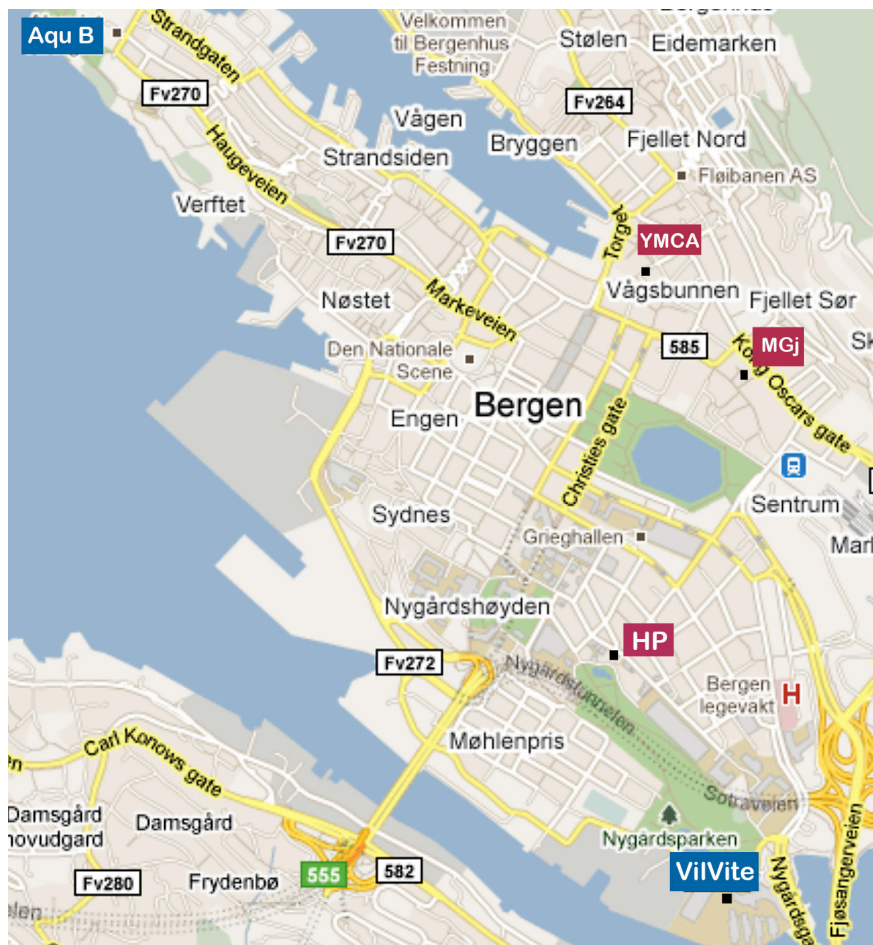 Aqu B
Strandgaten
Velkommen
til Bergenhus
Festning
Stølen
Eidemarken
Fv270
Fv264
Vågen
Bryggen
Fjellet Nord
Haugeveien
Strandsiden
Fløibanen AS
Verftet
Torget
Fv270
YMCA
Vågsbunnen
Nøstet
Markeveien
Fjellet Sør
Den Nationale
Scene
585
MGj
Kong Oscars gate
Bergen
Engen
Christies gate
Sydnes
Sentrum
Grieghallen
Nygårdshøyden
HP
Fv272
Nygårdstunnelen
Bergen
legevakt
H
Møhlenpris
Carl Konows gate
Sotraveien
Damsgård
hovudgard
Damsgård
Nygårdsparken
VilVite
Fv280
Frydenbø
555
582
Fjøsangerveien